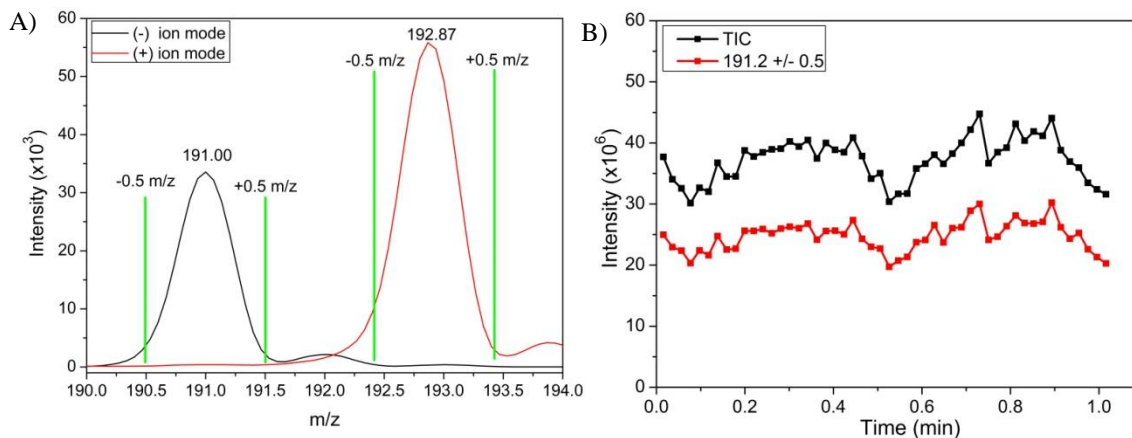 A)
(-) ion mode
(+) ion mode
192.87
-0.5 m/z
+0.5 m/z
191.00
-0.5 m/z
+0.5 m/z
Intensity (x10³)
60
50
40
30
20
10
0
190.0 190.5 191.0 191.5 192.0 192.5 193.0 193.5 194.0
m/z
B)
TIC
191.2 +/- 0.5
Intensity (x10⁶)
60
50
40
30
20
10
0
0.0 0.2 0.4 0.6 0.8 1.0
Time (min)